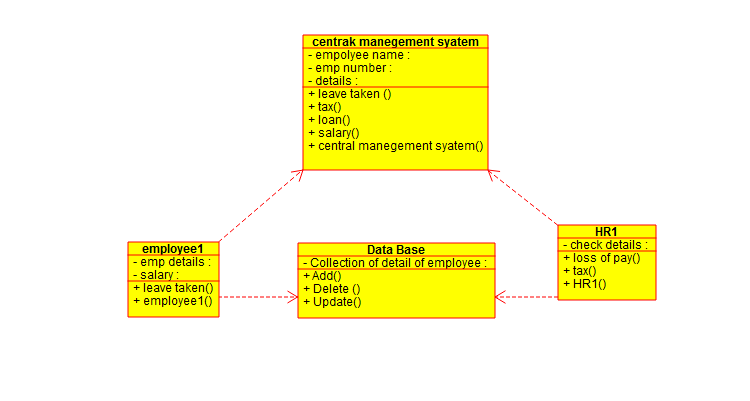 centrak manegement syatem
- empolyee name :
- emp number :
- details :
+ leave taken ()
+ tax()
+ loan()
+ salary()
+ central manegement syatem()
employee1
- emp details :
- salary :
+ leave taken()
+ employee1()
Data Base
- Collection of detail of employee :
+ Add()
+ Delete ()
+ Update()
HR1
- check details :
+ loss of pay()
+ tax()
+ HR1()